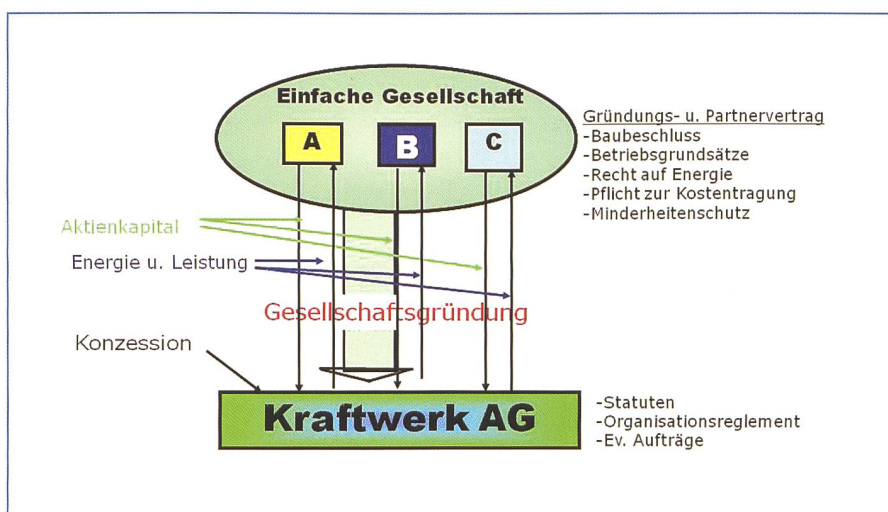 Einfache Gesellschaft
A
B
C
Gründungs- u. Partnervertrag
-Baubeschluss
-Betriebsgrundsätze
-Recht auf Energie
-Pflicht zur Kostentragung
-Minderheitenschutz
Aktienkapital
Energie u. Leistung
Gesellschaftsgründung
Konzession
Kraftwerk AG
-Statuten
-Organisationsreglement
-Ev. Aufträge